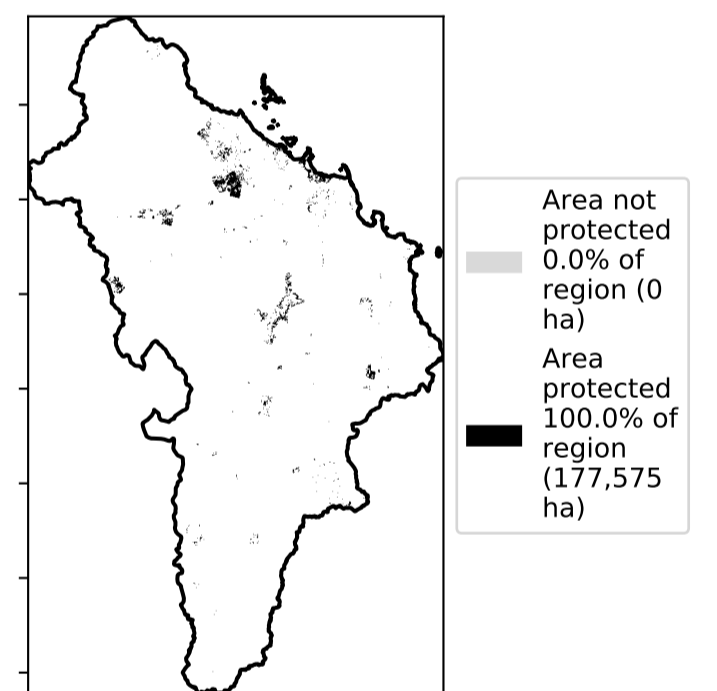 Area not
protected
0.0% of
region (0
ha)
Area
protected
100.0% of
region
(177,575
ha)